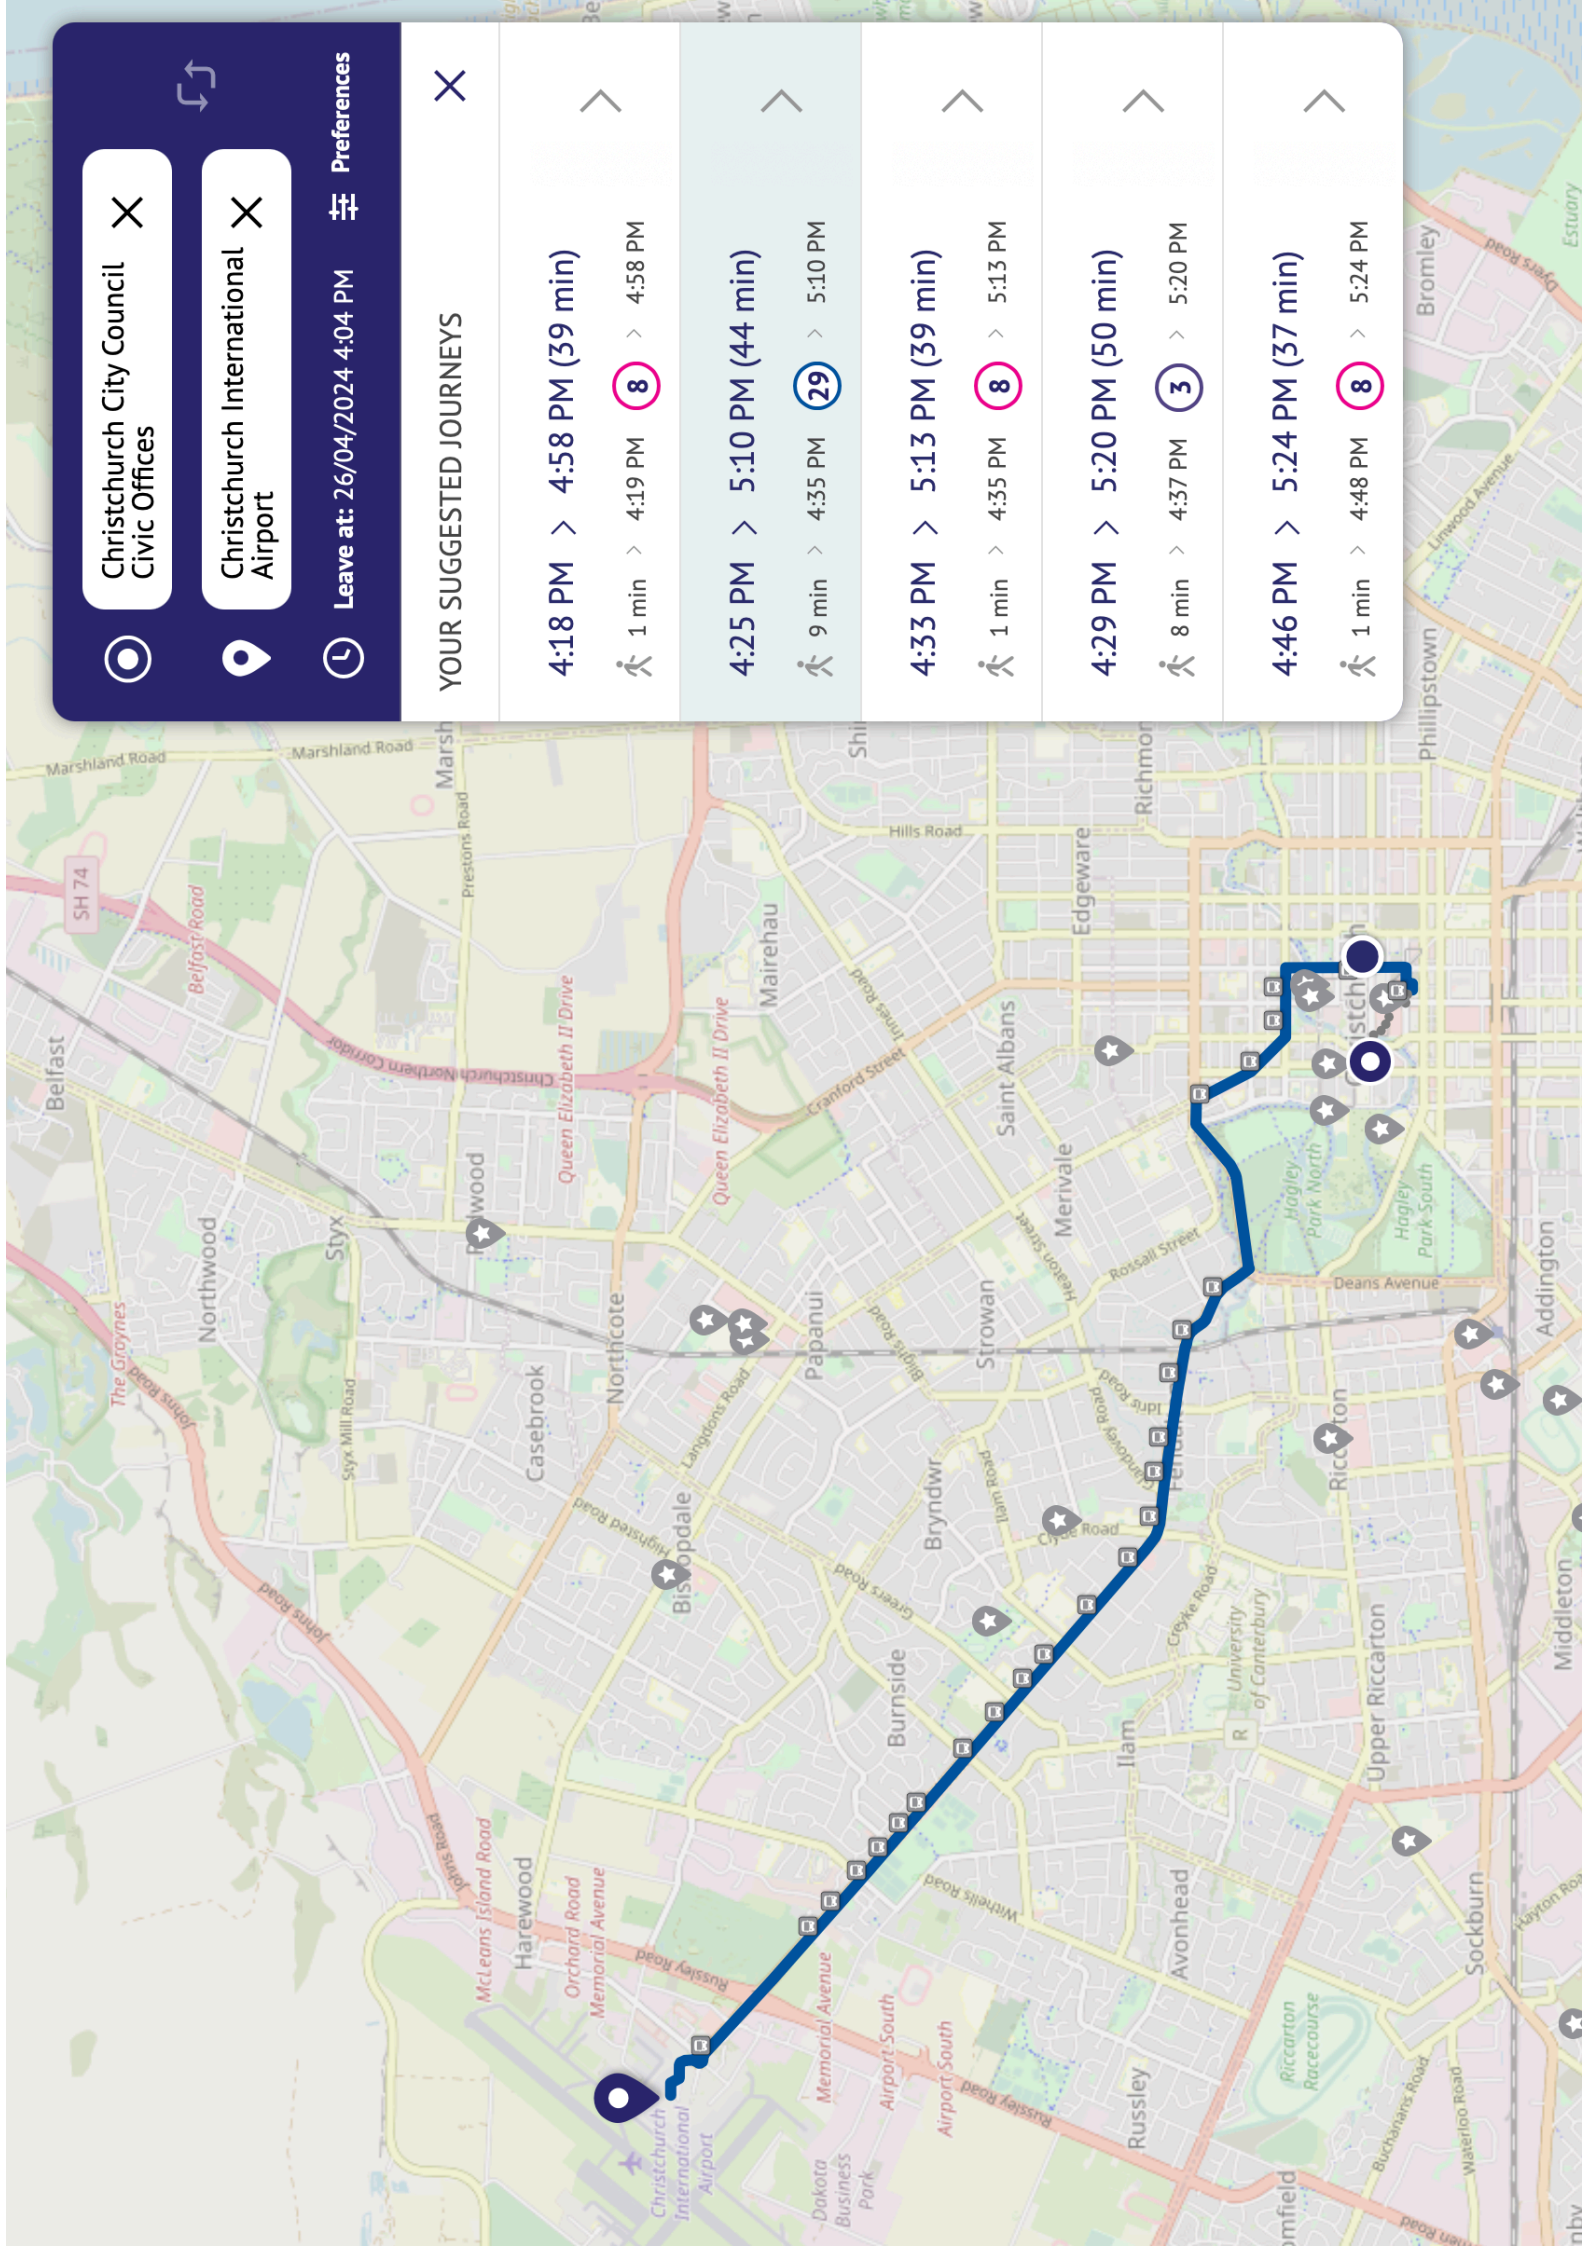 Christchurch City Council
Civic Offices
Christchurch International
Airport
Leave at: 26/04/2024 4:04 PM
Preferences
YOUR SUGGESTED JOURNEYS
4:18 PM > 4:58 PM (39 min)
1 min > 4:19 PM 8 > 4:58 PM
4:25 PM > 5:10 PM (44 min)
9 min > 4:35 PM 29 > 5:10 PM
4:33 PM > 5:13 PM (39 min)
1 min > 4:35 PM 8 > 5:13 PM
4:29 PM > 5:20 PM (50 min)
8 min > 4:37 PM 3 > 5:20 PM
4:46 PM > 5:24 PM (37 min)
1 min > 4:48 PM 8 > 5:24 PM
Marshland Road
Marshland Road
SH 74
Belfast Road
Prestons Road
Belfast
Christchurch Northern Corridor
Queen Elizabeth II Drive
Queen Elizabeth II Drive
Mairehau
Hills Road
Innes Road
Cranford Street
Edgeware
Saint Albans
Merivale
Bromley
Dyers Road
Estuary
Linwood Avenue
Phillipstown
Northwood
Styx
The Groynes
Johns Road
Styx Mill Road
Casebrook
Northcote
Papanui
Langdons Road
Blighs Road
Strowan
Heaton Street
Rossall Street
Hagley
Park North
Hagley
Park South
Deans Avenue
Addington
Highsted Road
Greers Road
Bryndwr
Ilam Road
Glandovey Road
Idris Road
Clyde Road
Creyke Road
University
of Canterbury
Middleton
Johns Road
Johns Road
Burnside
Ilam
R
Upper Riccarton
McLeans Island Road
Harewood
Orchard Road
Memorial Avenue
Russley Road
Withells Road
Avonhead
Sockburn
Hayton Road
Memorial Avenue
Airport South
Airport South
Russley Road
Riccarton
Racecourse
Russley
Buchanans Road
Waterloo Road
Christchurch
International
Airport
Dakota
Business
Park